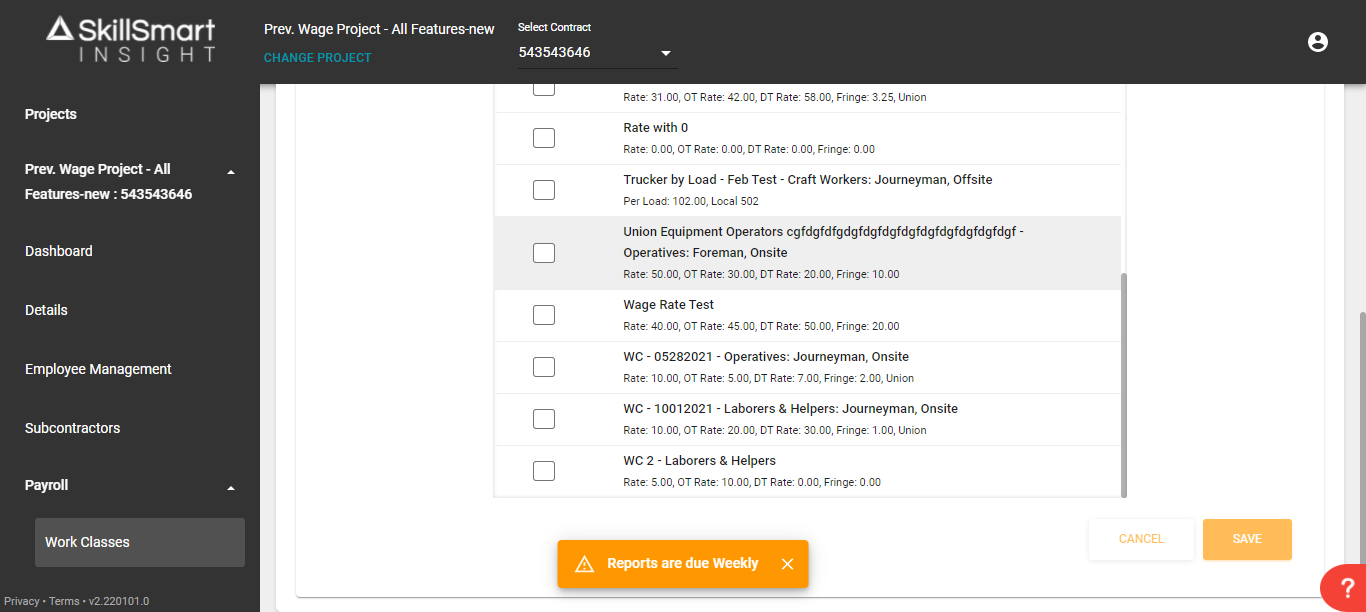 SkillSmart
INSIGHT
Prev. Wage Project - All Features-new
CHANGE PROJECT
Select Contract
543543646
Projects
Prev. Wage Project - All
Features-new : 543543646
Dashboard
Details
Employee Management
Subcontractors
Payroll
Work Classes
Privacy • Terms • v2.220101.0
Rate: 31.00, OT Rate: 42.00, DT Rate: 58.00, Fringe: 3.25, Union
Rate with 0
Rate: 0.00, OT Rate: 0.00, DT Rate: 0.00, Fringe: 0.00
Trucker by Load - Feb Test - Craft Workers: Journeyman, Offsite
Per Load: 102.00, Local 502
Union Equipment Operators cgfdgfdfgdgfdgfdgfdgfdgfdgfdgfdgfdgf -
Operatives: Foreman, Onsite
Rate: 50.00, OT Rate: 30.00, DT Rate: 20.00, Fringe: 10.00
Wage Rate Test
Rate: 40.00, OT Rate: 45.00, DT Rate: 50.00, Fringe: 20.00
WC - 05282021 - Operatives: Journeyman, Onsite
Rate: 10.00, OT Rate: 5.00, DT Rate: 7.00, Fringe: 2.00, Union
WC - 10012021 - Laborers & Helpers: Journeyman, Onsite
Rate: 10.00, OT Rate: 20.00, DT Rate: 30.00, Fringe: 1.00, Union
WC 2 - Laborers & Helpers
Rate: 5.00, OT Rate: 10.00, DT Rate: 0.00, Fringe: 0.00
CANCEL
SAVE
Reports are due Weekly
?